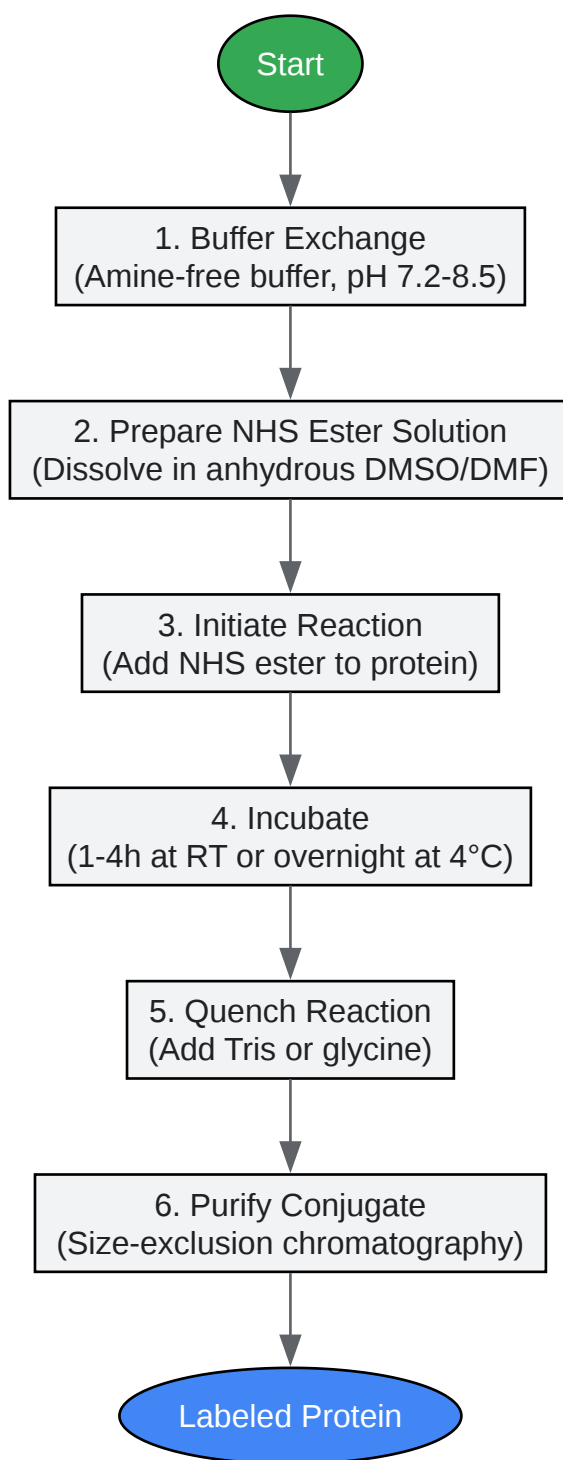 Start
1. Buffer Exchange
(Amine-free buffer, pH 7.2-8.5)
2. Prepare NHS Ester Solution
(Dissolve in anhydrous DMSO/DMF)
3. Initiate Reaction
(Add NHS ester to protein)
4. Incubate
(1-4h at RT or overnight at 4°C)
5. Quench Reaction
(Add Tris or glycine)
6. Purify Conjugate
(Size-exclusion chromatography)
Labeled Protein